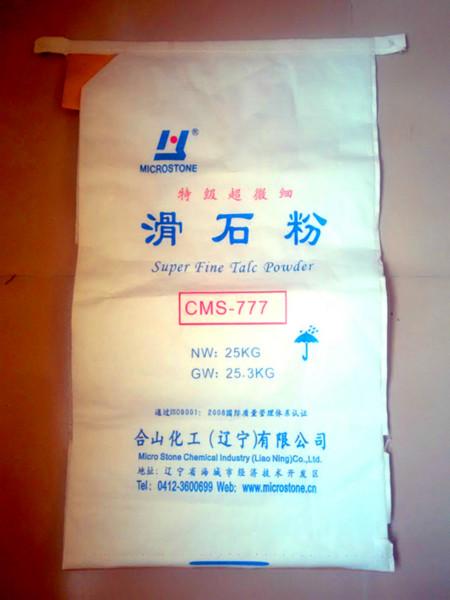 ®
MICROSTONE
特级超微细
滑石粉
Super Fine Talc Powder
CMS-777
NW: 25KG
GW: 25.3KG
通过ISO9001: 2008国际质量管理体系认证
合山化工(辽宁)有限公司
Micro Stone Chemical Industry (Liao Ning)Co.,Ltd.
地址: 辽宁省海城市经济技术开发区
Tel: 0412-3600699 Web: www.microstone.cn